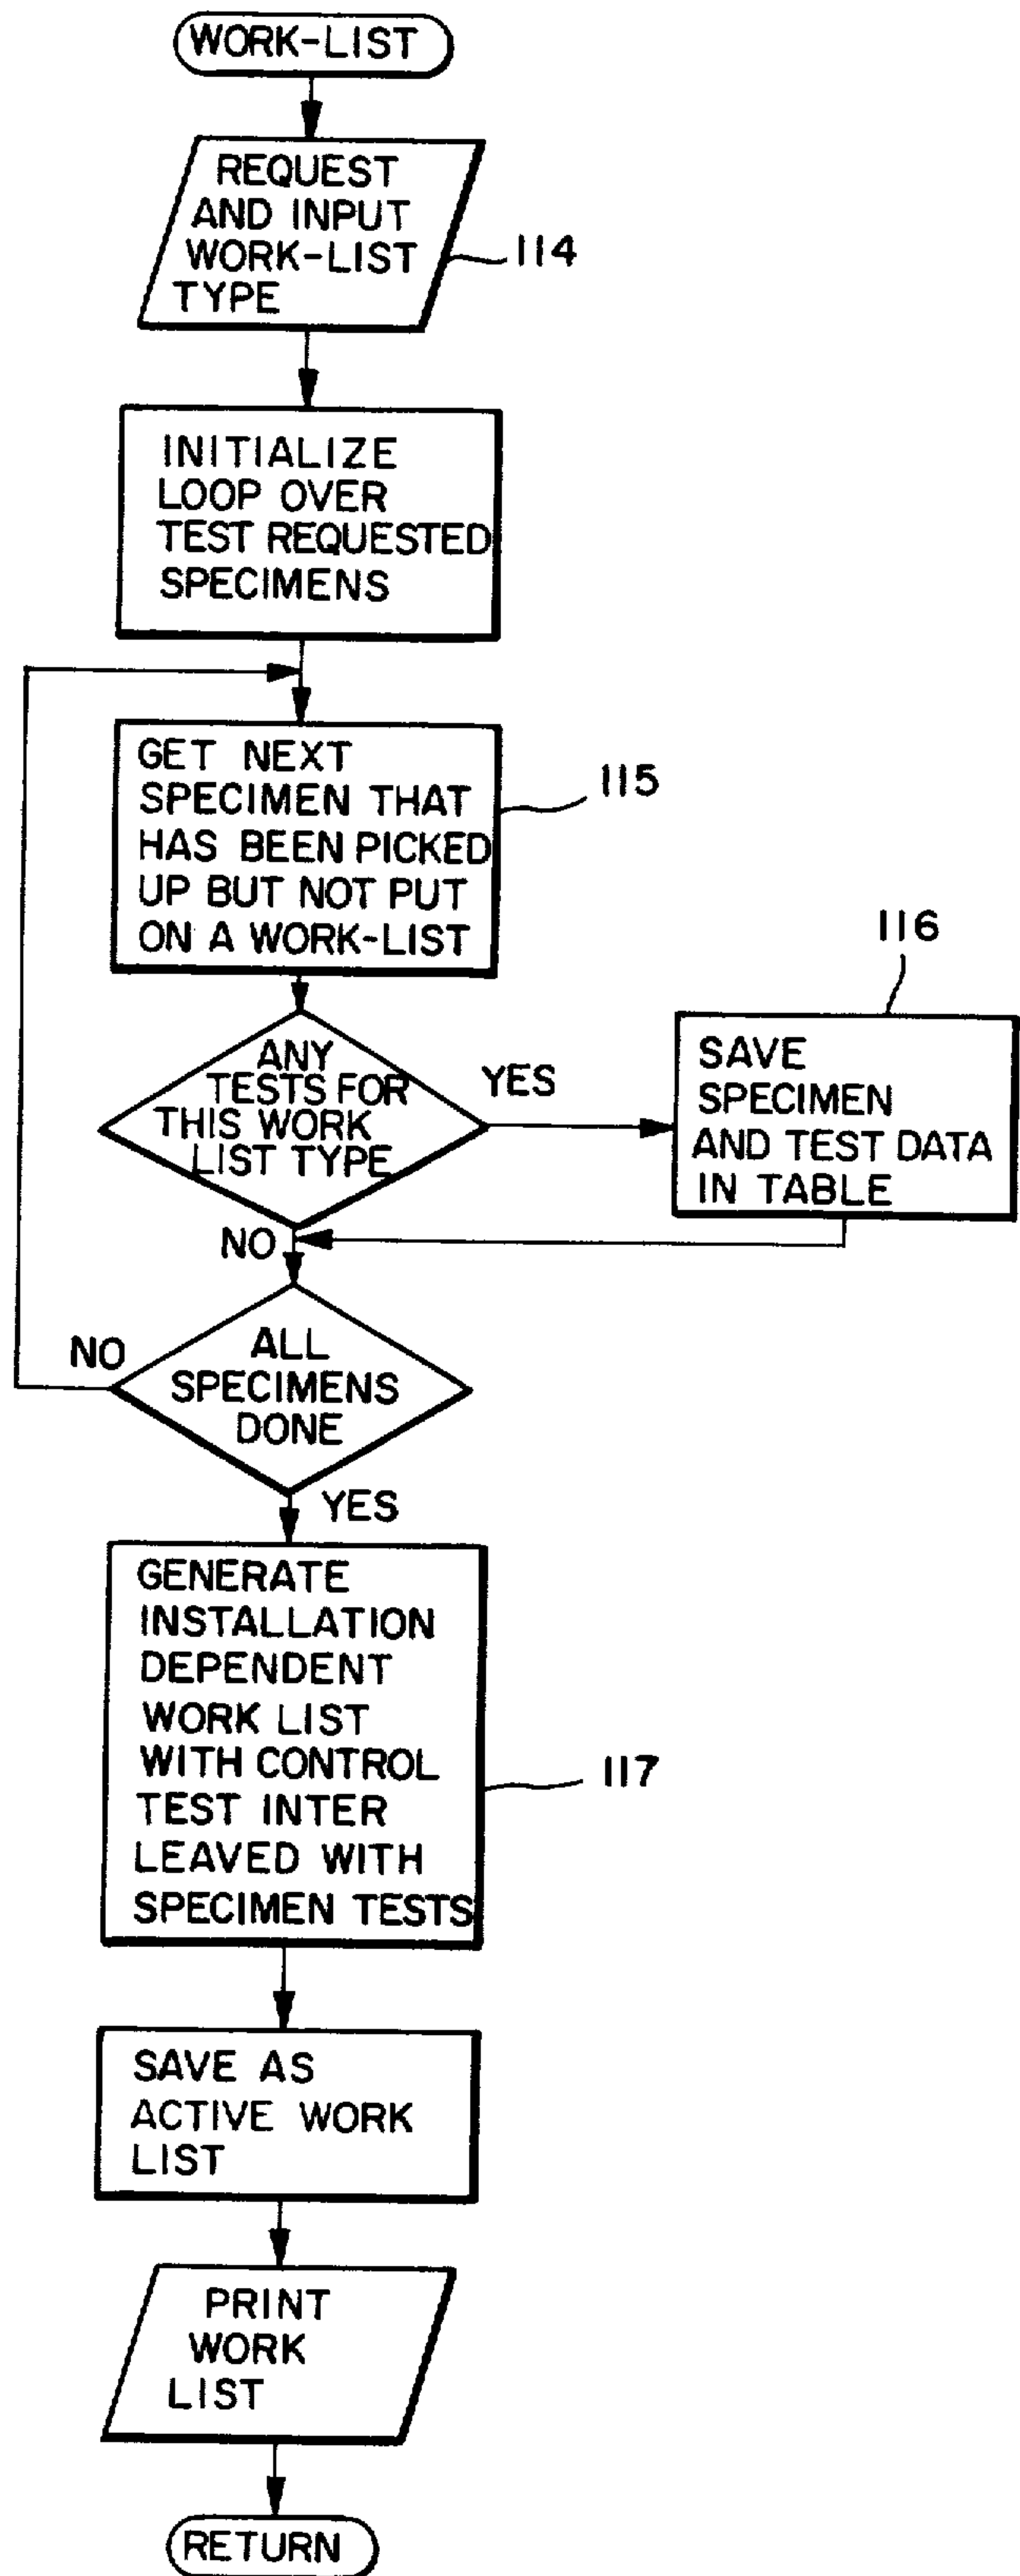 WORK-LIST
REQUEST
AND INPUT
WORK-LIST
TYPE
114
INITIALIZE
LOOP OVER
TEST REQUESTED
SPECIMENS
GET NEXT
SPECIMEN THAT
HAS BEEN PICKED
UP BUT NOT PUT
ON A WORK-LIST
115
ANY
TESTS FOR
THIS WORK
LIST TYPE
YES
116
SAVE
SPECIMEN
AND TEST DATA
IN TABLE
NO
ALL
SPECIMENS
DONE
NO
YES
GENERATE
INSTALLATION
DEPENDENT
WORK LIST
WITH CONTROL
TEST INTER
LEAVED WITH
SPECIMEN TESTS
117
SAVE AS
ACTIVE WORK
LIST
PRINT
WORK
LIST
RETURN